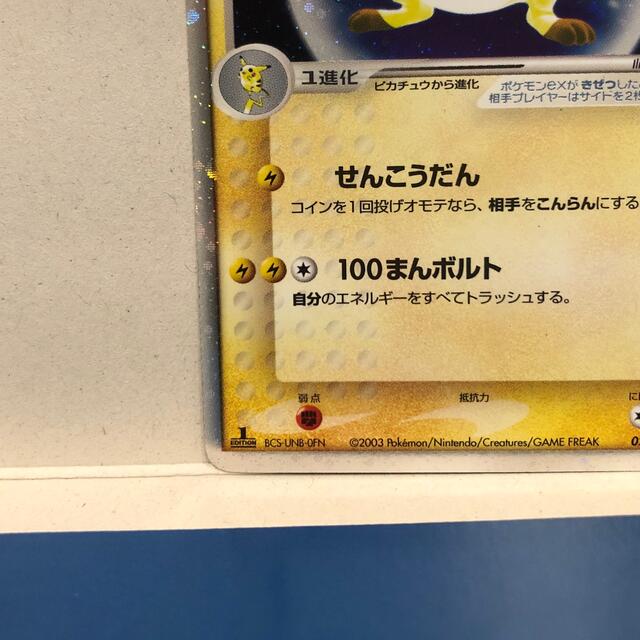 1進化
ピカチュウから進化
ポケモンexが きぜつした
相手プレイヤーはサイドを2
せんこうだん
コインを1回投げオモテなら、相手をこんらんにする
100まんボルト
自分のエネルギーをすべてトラッシュする。
弱点
抵抗力
1 EDITION BCS-UNB-0FN ©2003 Pokémon/Nintendo/Creatures/GAME FREAK